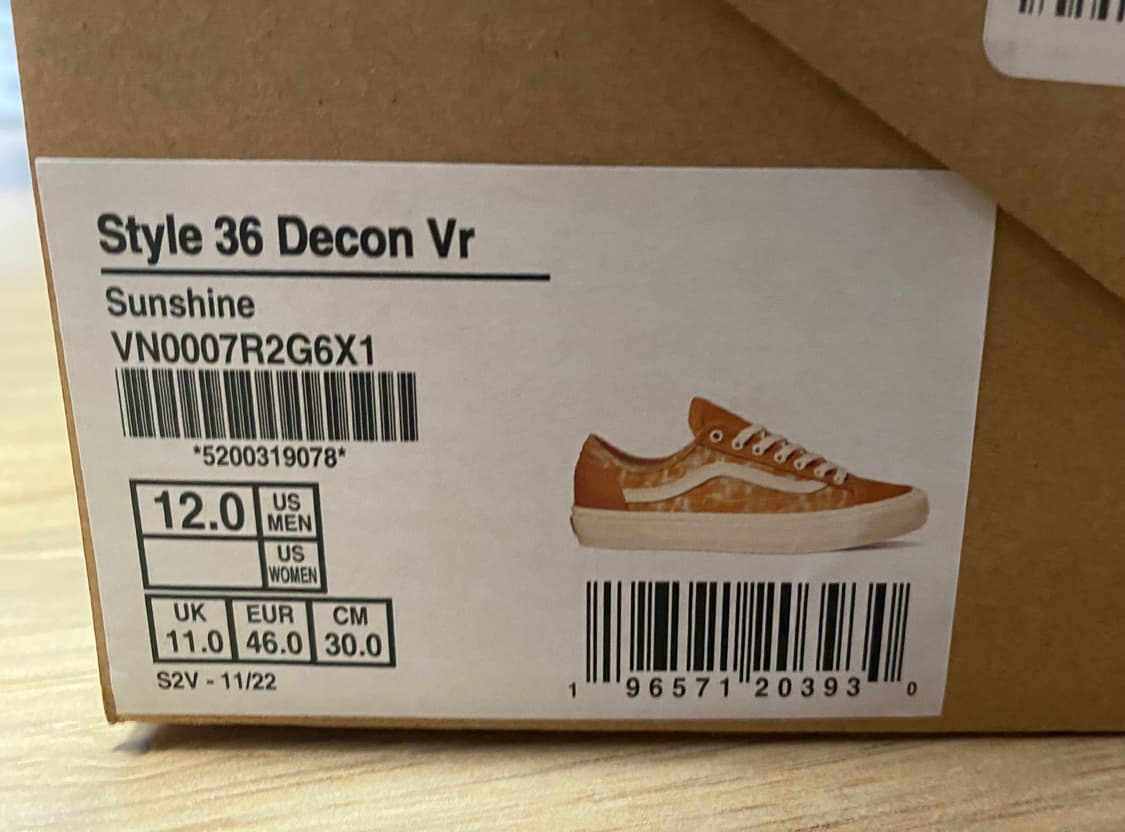 Style 36 Decon Vr
Sunshine
VN0007R2G6X1
*5200319078*
12.0 US MEN
US WOMEN
UK EUR CM
11.0 46.0 30.0
S2V - 11/22
1 96571 20393 0